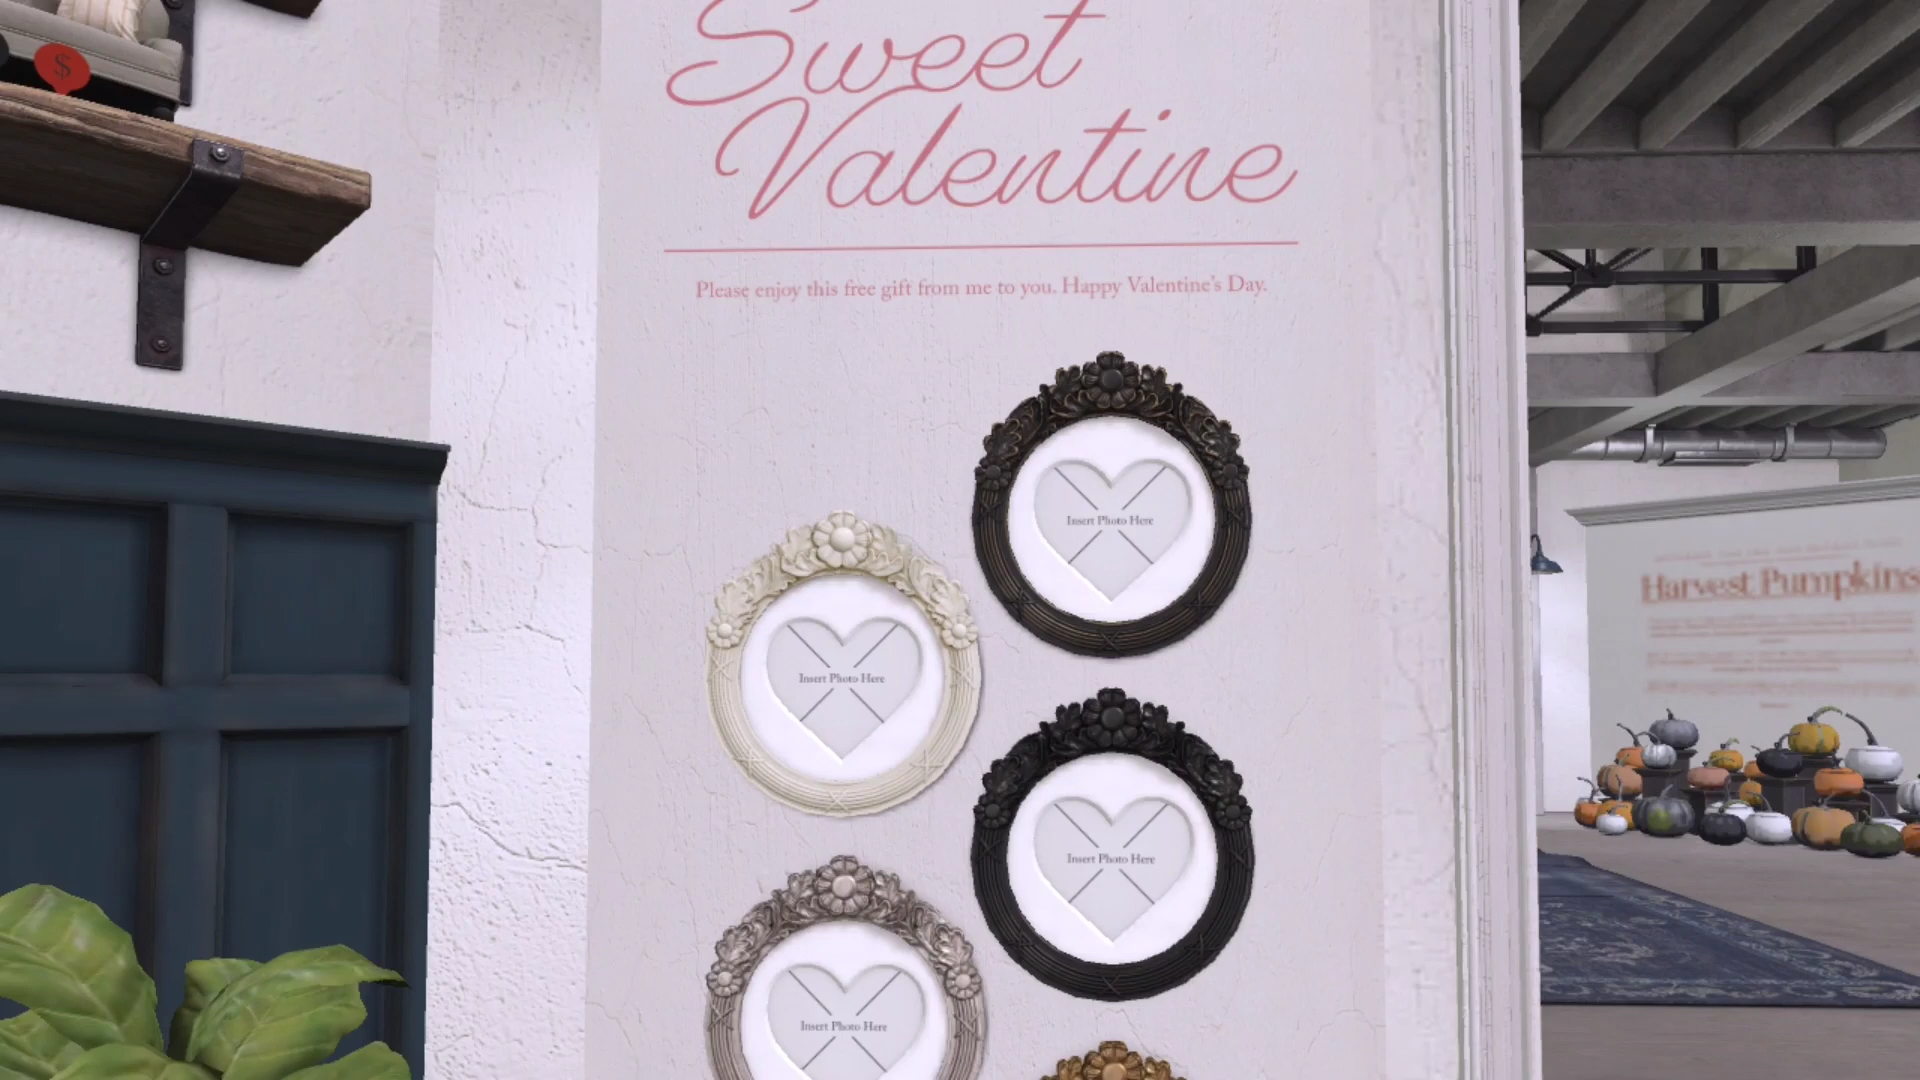 $
Sweet
Valentine
Please enjoy this free gift from me to you. Happy Valentine's Day.
Insert Photo Here
Insert Photo Here
Insert Photo Here
Insert Photo Here
Harvest Pumpkins